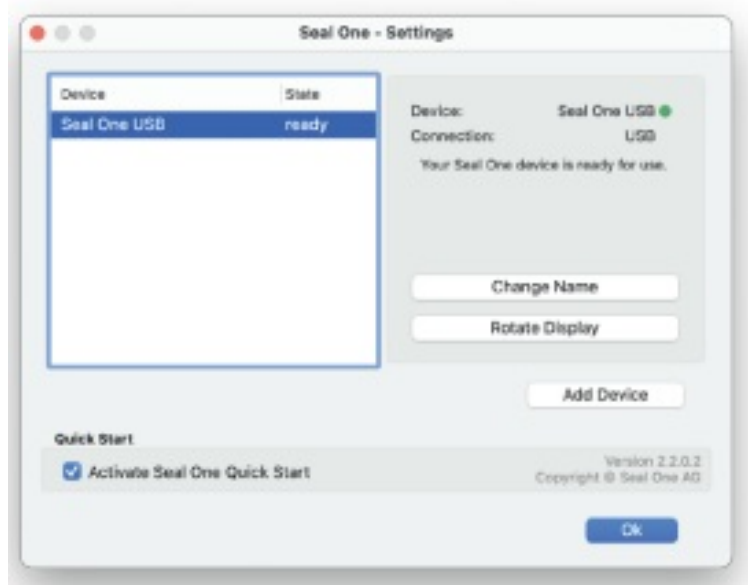 Seal One - Settings
Device State
Seal One USB ready
Device: Seal One USB
Connection: USB
Your Seal One device is ready for use.
Change Name
Rotate Display
Add Device
Quick Start
Activate Seal One Quick Start
Version 2.2.0.2
Copyright © Seal One AG
Ok